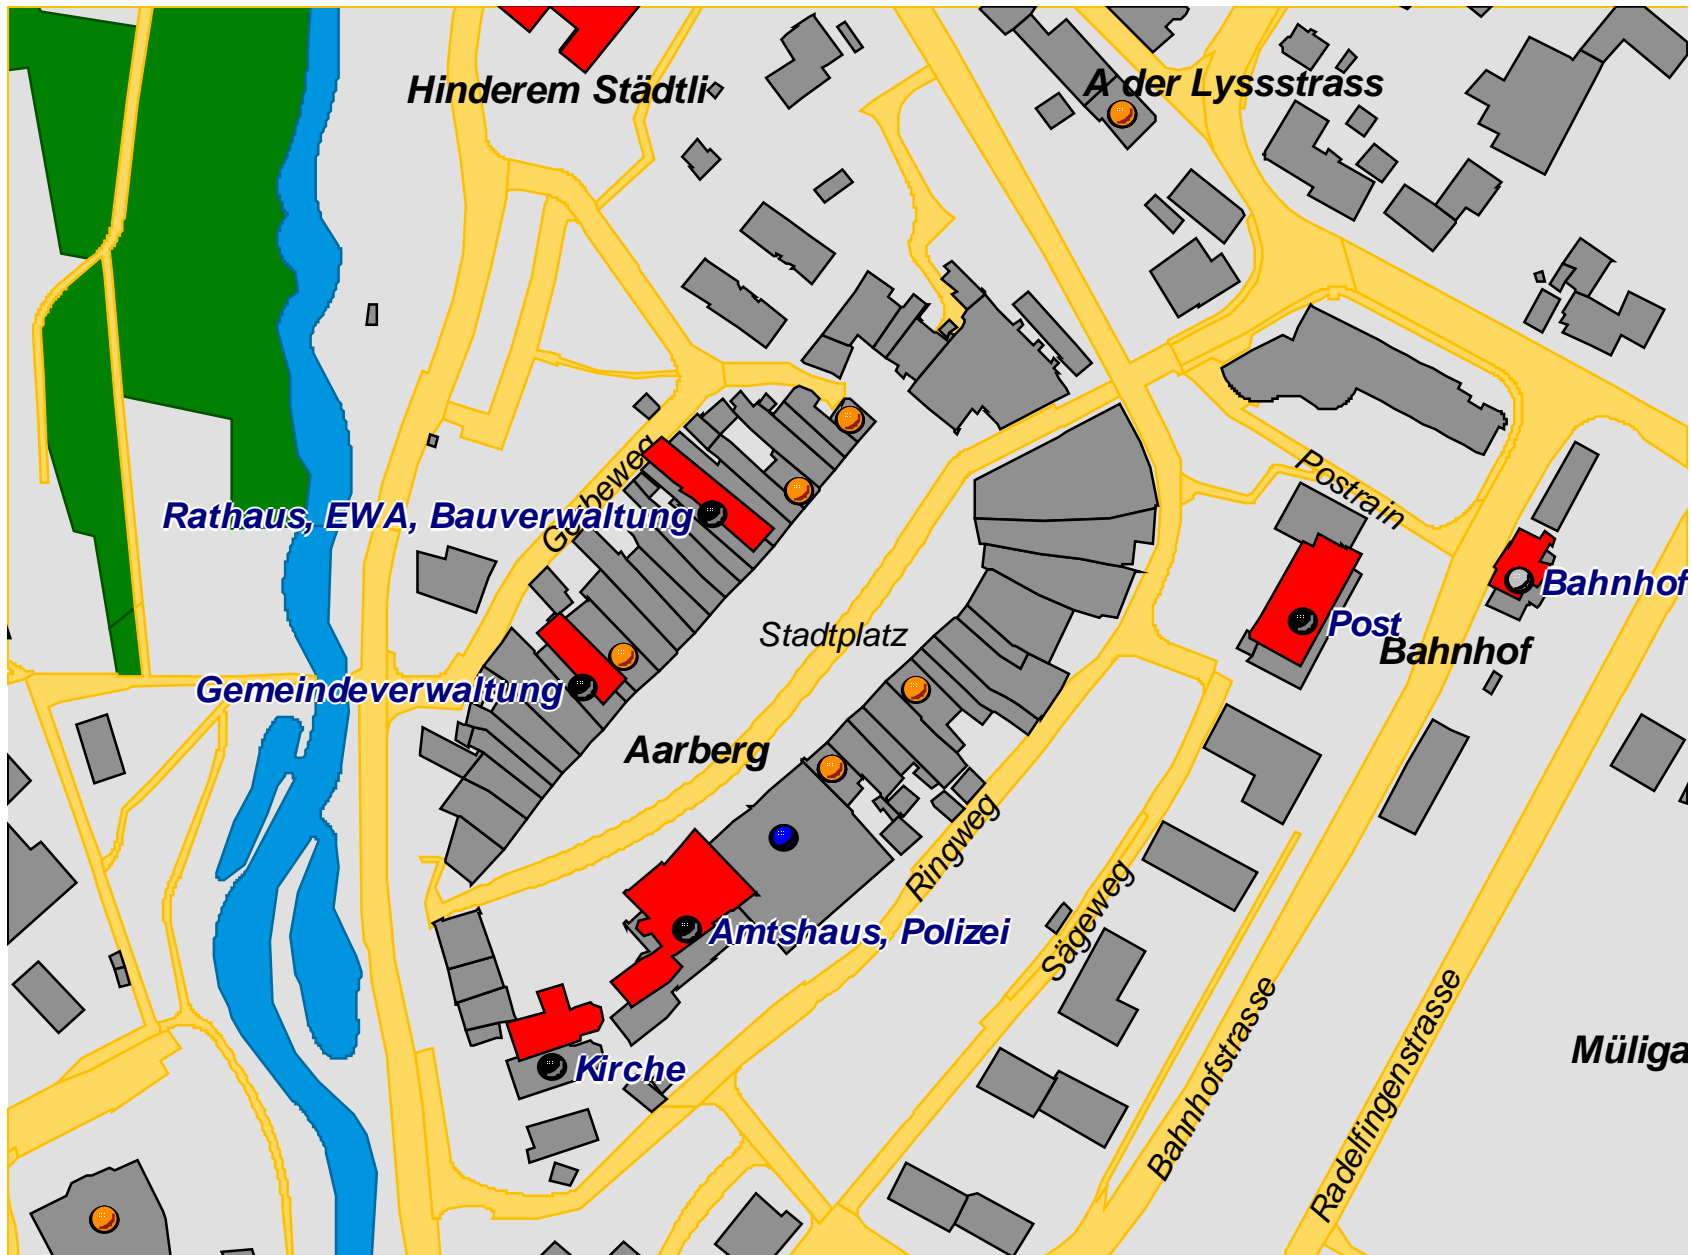 A der Lyssstrass
Hinderem Städtli
Gerbeweg
Postrain
Rathaus, EWA, Bauverwaltung
Bahnhof
Post
Stadtplatz
Bahnhof
Gemeindeverwaltung
Aarberg
Ringweg
Sägeweg
Amtshaus, Polizei
Bahnhofstrasse
Radelfingenstrasse
Müliga
Kirche